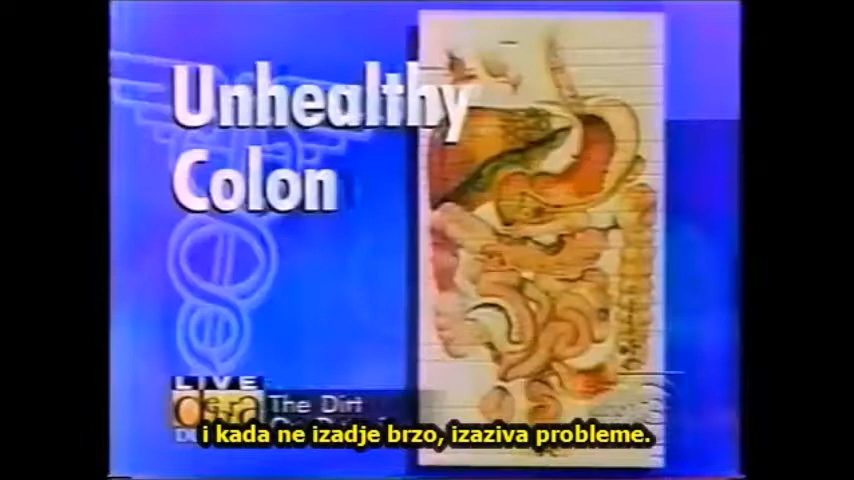 Unhealthy
Colon
LIVE
The Dirt
i kada ne izadje brzo, izaziva probleme.